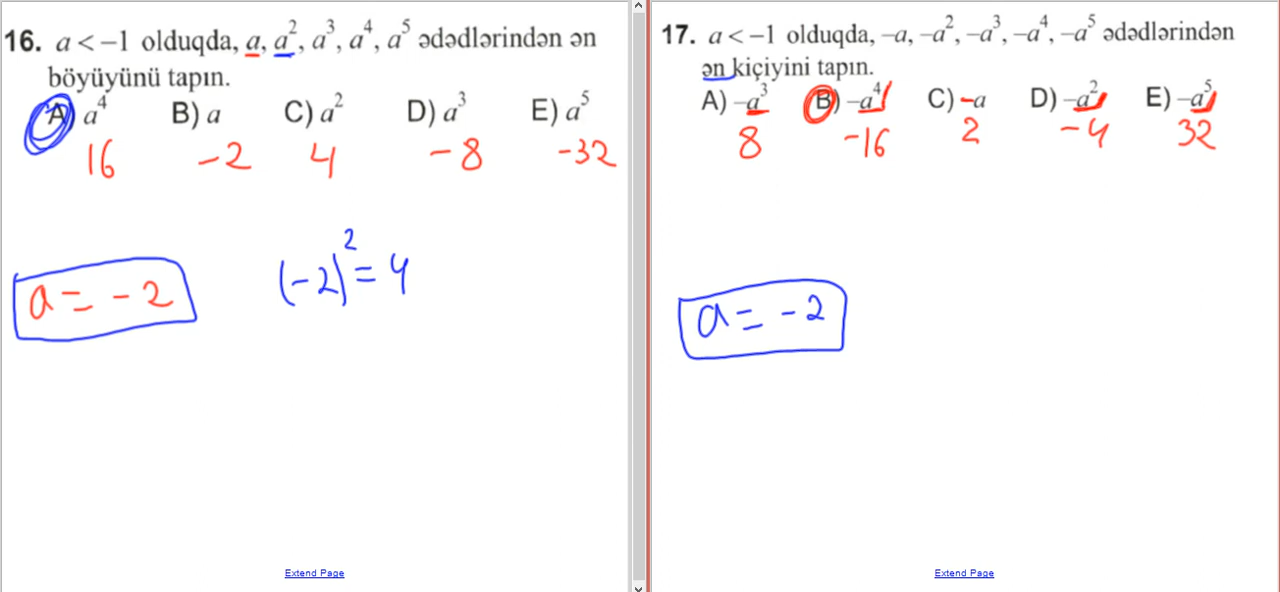 16. a < −1 olduqda, a, a², a³, a⁴, a⁵ ədədlərindən ən
böyüyünü tapın.
A) a⁴ B) a C) a² D) a³ E) a⁵
16 −2 4 −8 −32
(−2)² = 4
a = −2
Extend Page
17. a < −1 olduqda, −a, −a², −a³, −a⁴, −a⁵ ədədlərindən
ən kiçiyini tapın.
A) −a³ B) −a⁴ C) −a D) −a² E) −a⁵
8 −16 2 −4 32
a = −2
Extend Page